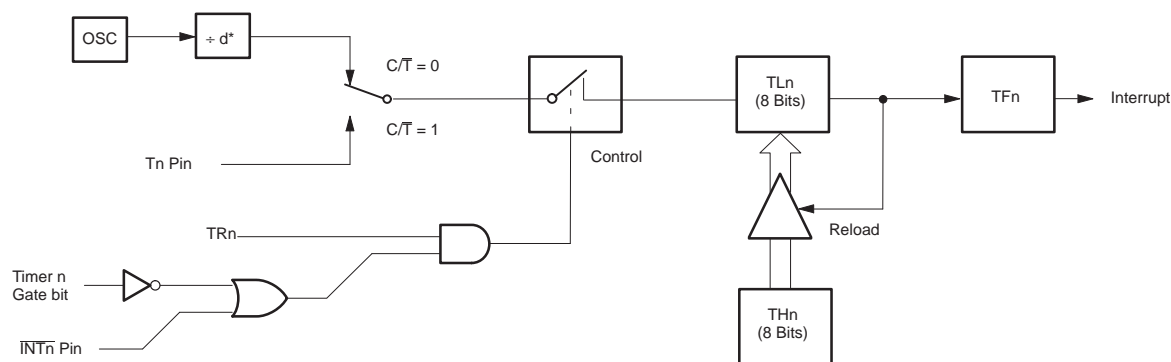 OSC
÷ d*
C/T̅ = 0
C/T̅ = 1
Tn Pin
Control
TLn
(8 Bits)
TFn
Interrupt
Reload
TRn
Timer n
Gate bit
I̅N̅T̅n̅ Pin
THn
(8 Bits)